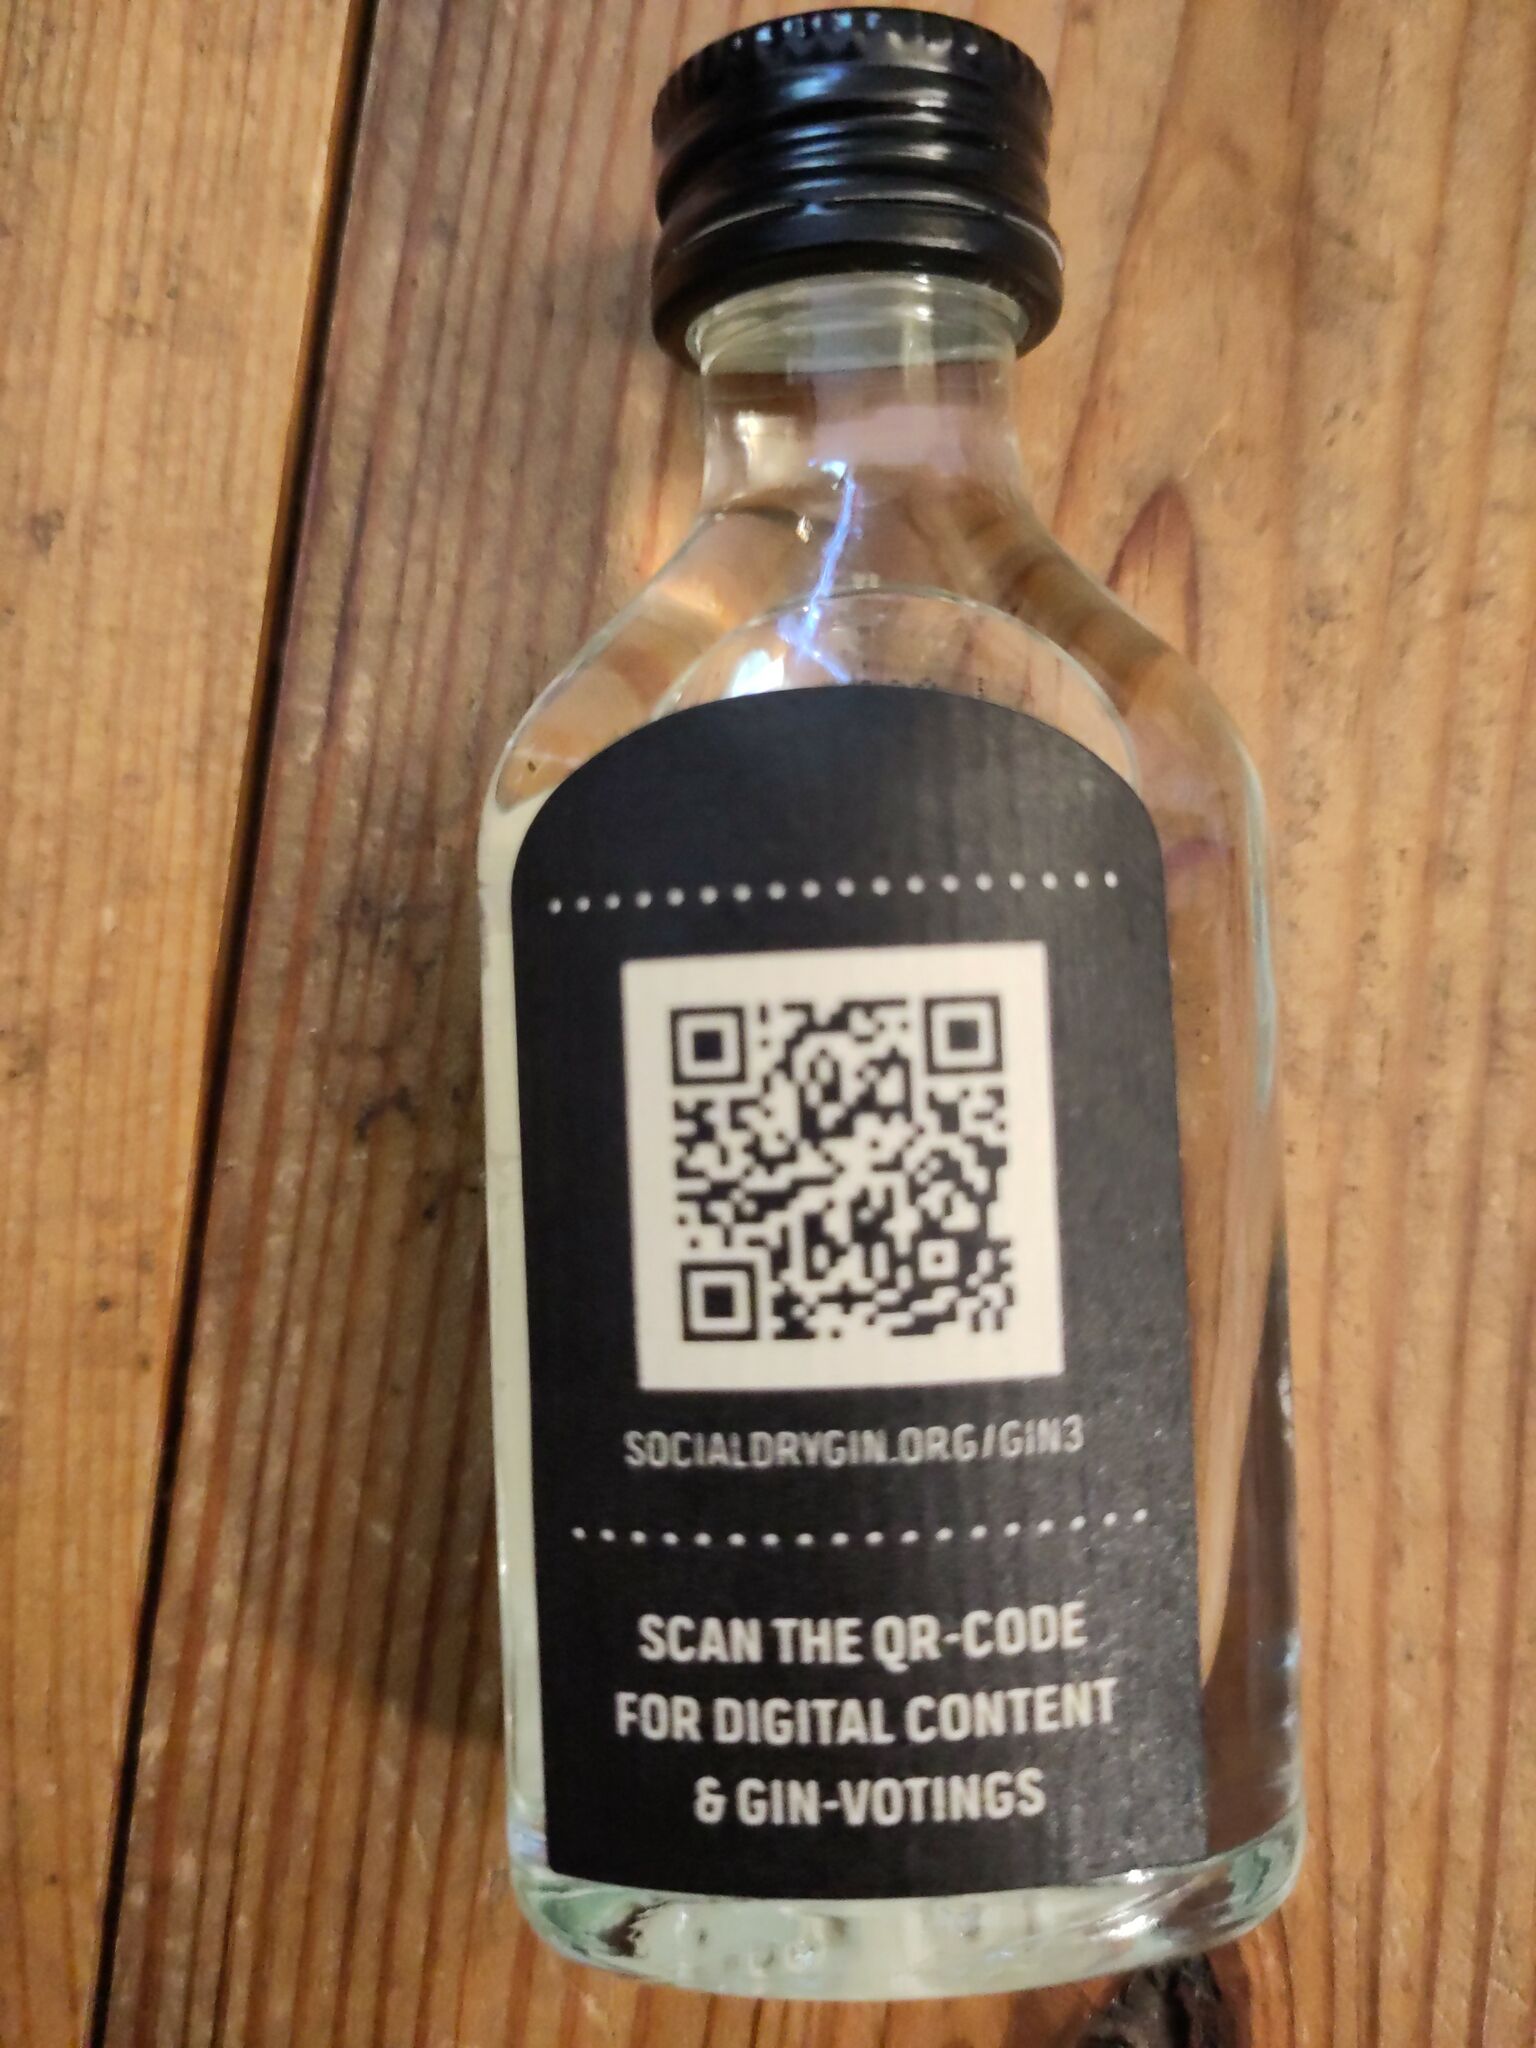 SOCIALDRYGIN.ORG/GIN3
SCAN THE QR-CODE
FOR DIGITAL CONTENT
& GIN-VOTINGS